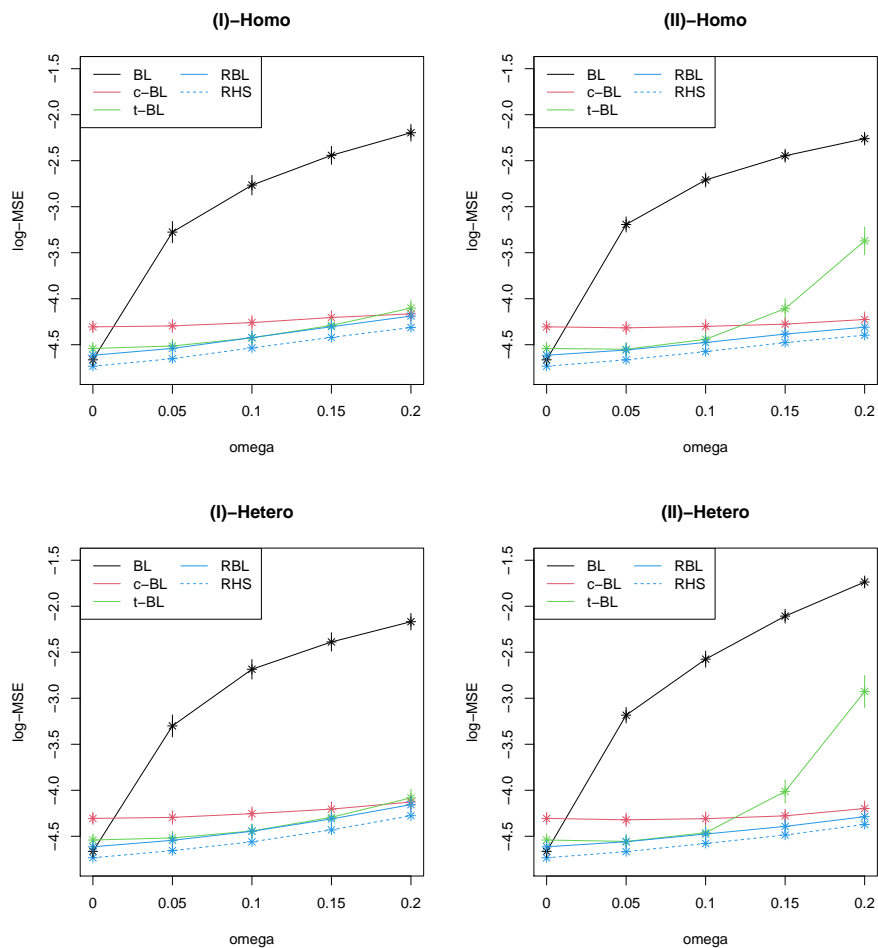 (I)−Homo
−1.5
−2.0
−2.5
−3.0
−3.5
−4.0
−4.5
log−MSE
BL RBL
c−BL RHS
t−BL
0 0.05 0.1 0.15 0.2
omega
(II)−Homo
−1.5
−2.0
−2.5
−3.0
−3.5
−4.0
−4.5
log−MSE
BL RBL
c−BL RHS
t−BL
0 0.05 0.1 0.15 0.2
omega
(I)−Hetero
−1.5
−2.0
−2.5
−3.0
−3.5
−4.0
−4.5
log−MSE
BL RBL
c−BL RHS
t−BL
0 0.05 0.1 0.15 0.2
omega
(II)−Hetero
−1.5
−2.0
−2.5
−3.0
−3.5
−4.0
−4.5
log−MSE
BL RBL
c−BL RHS
t−BL
0 0.05 0.1 0.15 0.2
omega